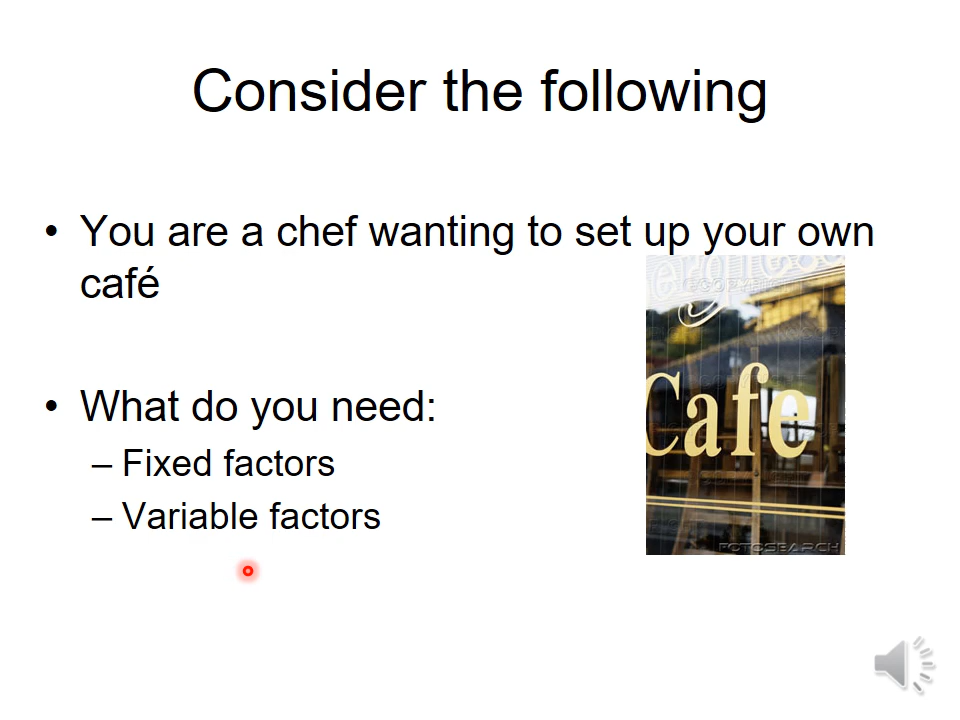 Consider the following
• You are a chef wanting to set up your own
café
• What do you need:
– Fixed factors
– Variable factors
Cafe
FOTOSEARCH